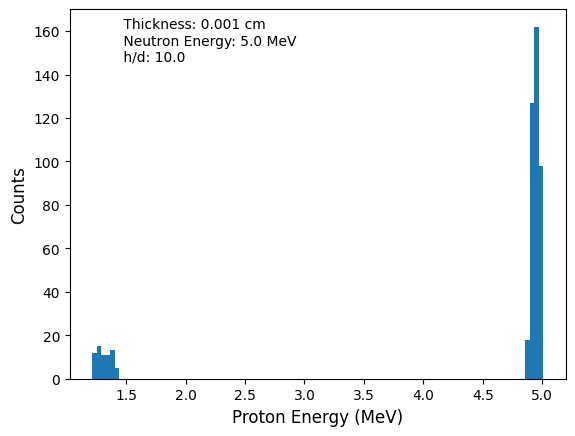 Thickness: 0.001 cm
Neutron Energy: 5.0 MeV
h/d: 10.0
160
140
120
100
80
60
40
20
0
Counts
1.5 2.0 2.5 3.0 3.5 4.0 4.5 5.0
Proton Energy (MeV)